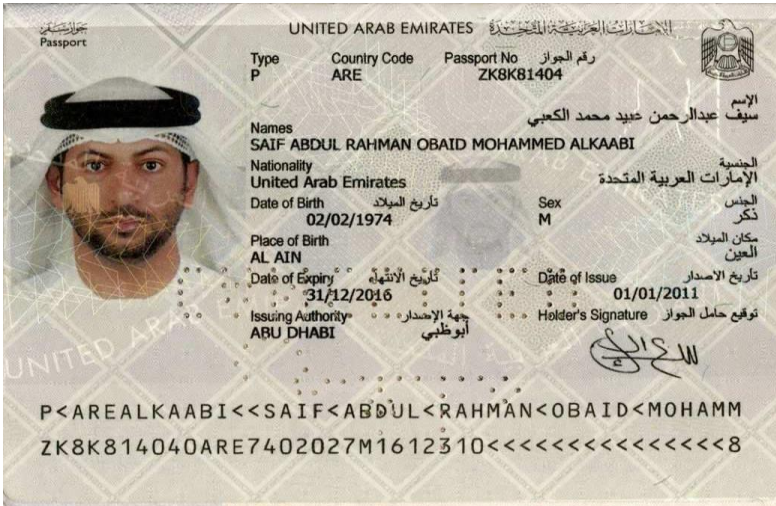 جواز سفر
Passport
UNITED ARAB EMIRATES الإمارات العربية المتحدة
Type Country Code Passport No رقم الجواز
P ARE ZK8K81404
الإسم
سيف عبدالرحمن عبيد محمد الكعبي
Names
SAIF ABDUL RAHMAN OBAID MOHAMMED ALKAABI
Nationality الجنسية
United Arab Emirates الإمارات العربية المتحدة
Date of Birth تاريخ الميلاد Sex الجنس
02/02/1974 M ذكر
Place of Birth مكان الميلاد
AL AIN العين
Date of Expiry تاريخ الانتهاء Date of Issue تاريخ الاصدار
31/12/2016 01/01/2011
Issuing Authority جهة الإصدار Holder's Signature توقيع حامل الجواز
ABU DHABI أبوظبي
UNITED ARAB
P<AREALKAABI<<SAIF<ABDUL<RAHMAN<OBAID<MOHAMM
ZK8K814040ARE7402027M1612310<<<<<<<<<<<<<<<8